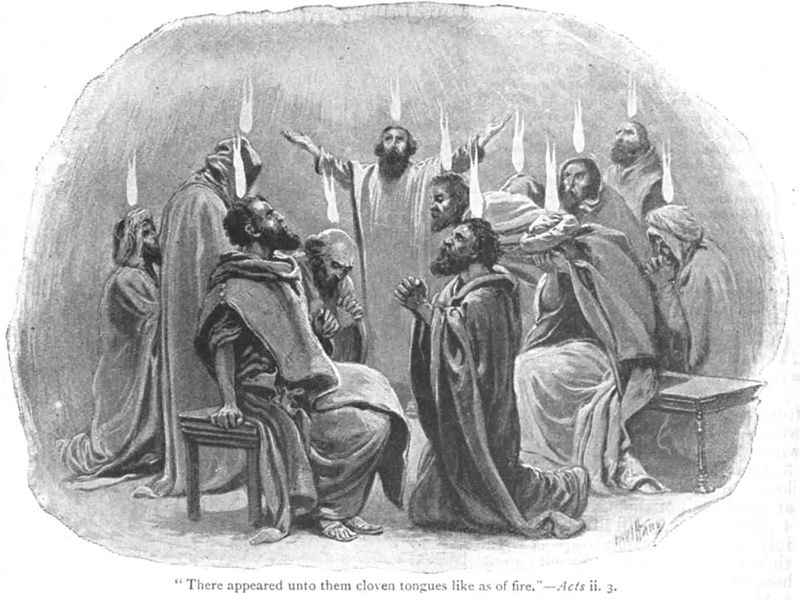 “ There appeared unto them cloven tongues like as of fire.”—Acts ii. 3.